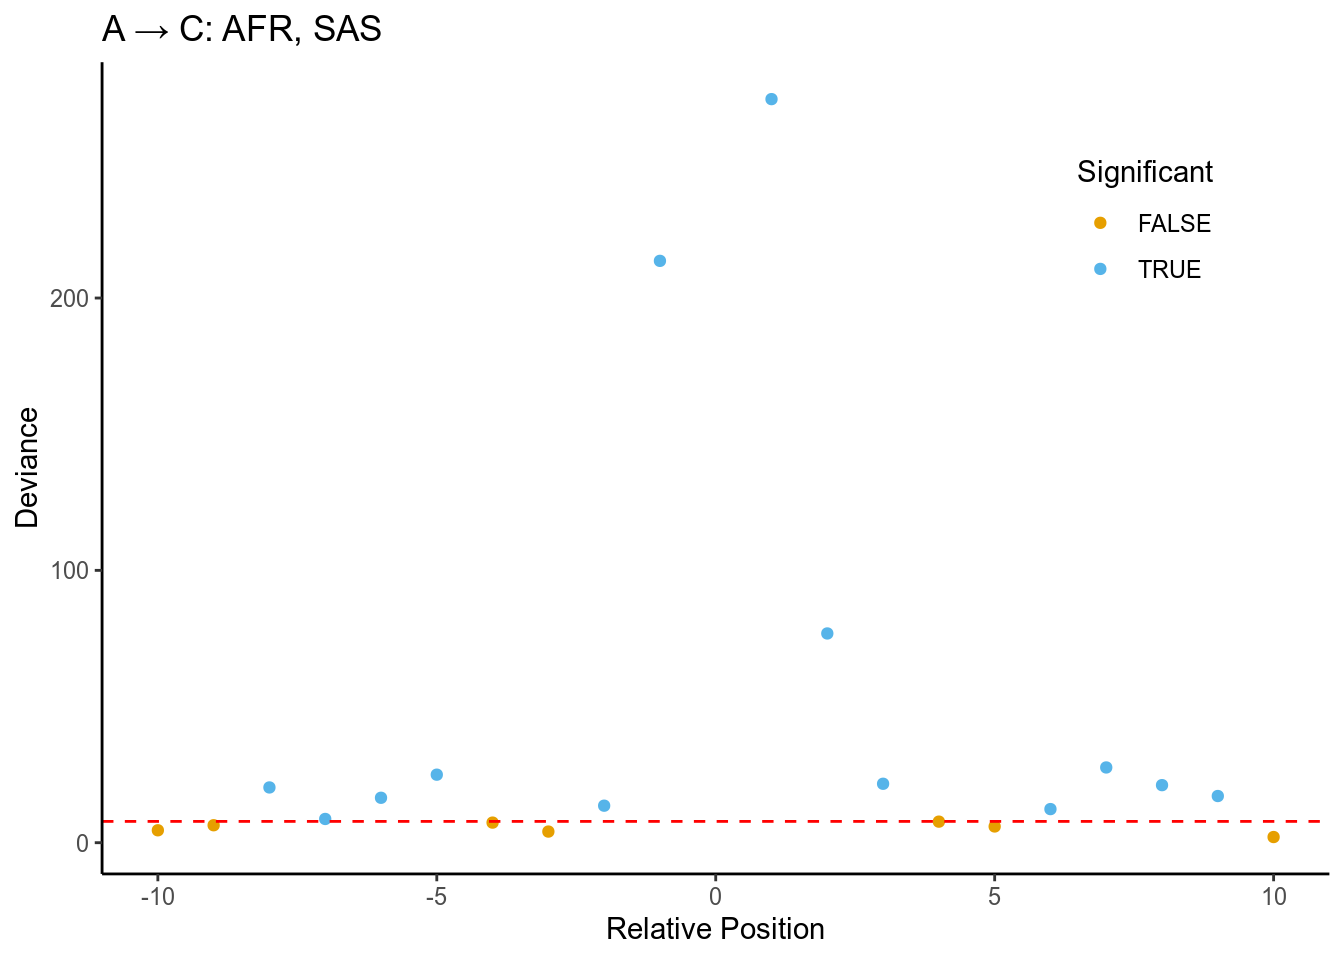 A → C: AFR, SAS
Significant
FALSE
TRUE
200
100
0
Deviance
-10
-5
0
5
10
Relative Position